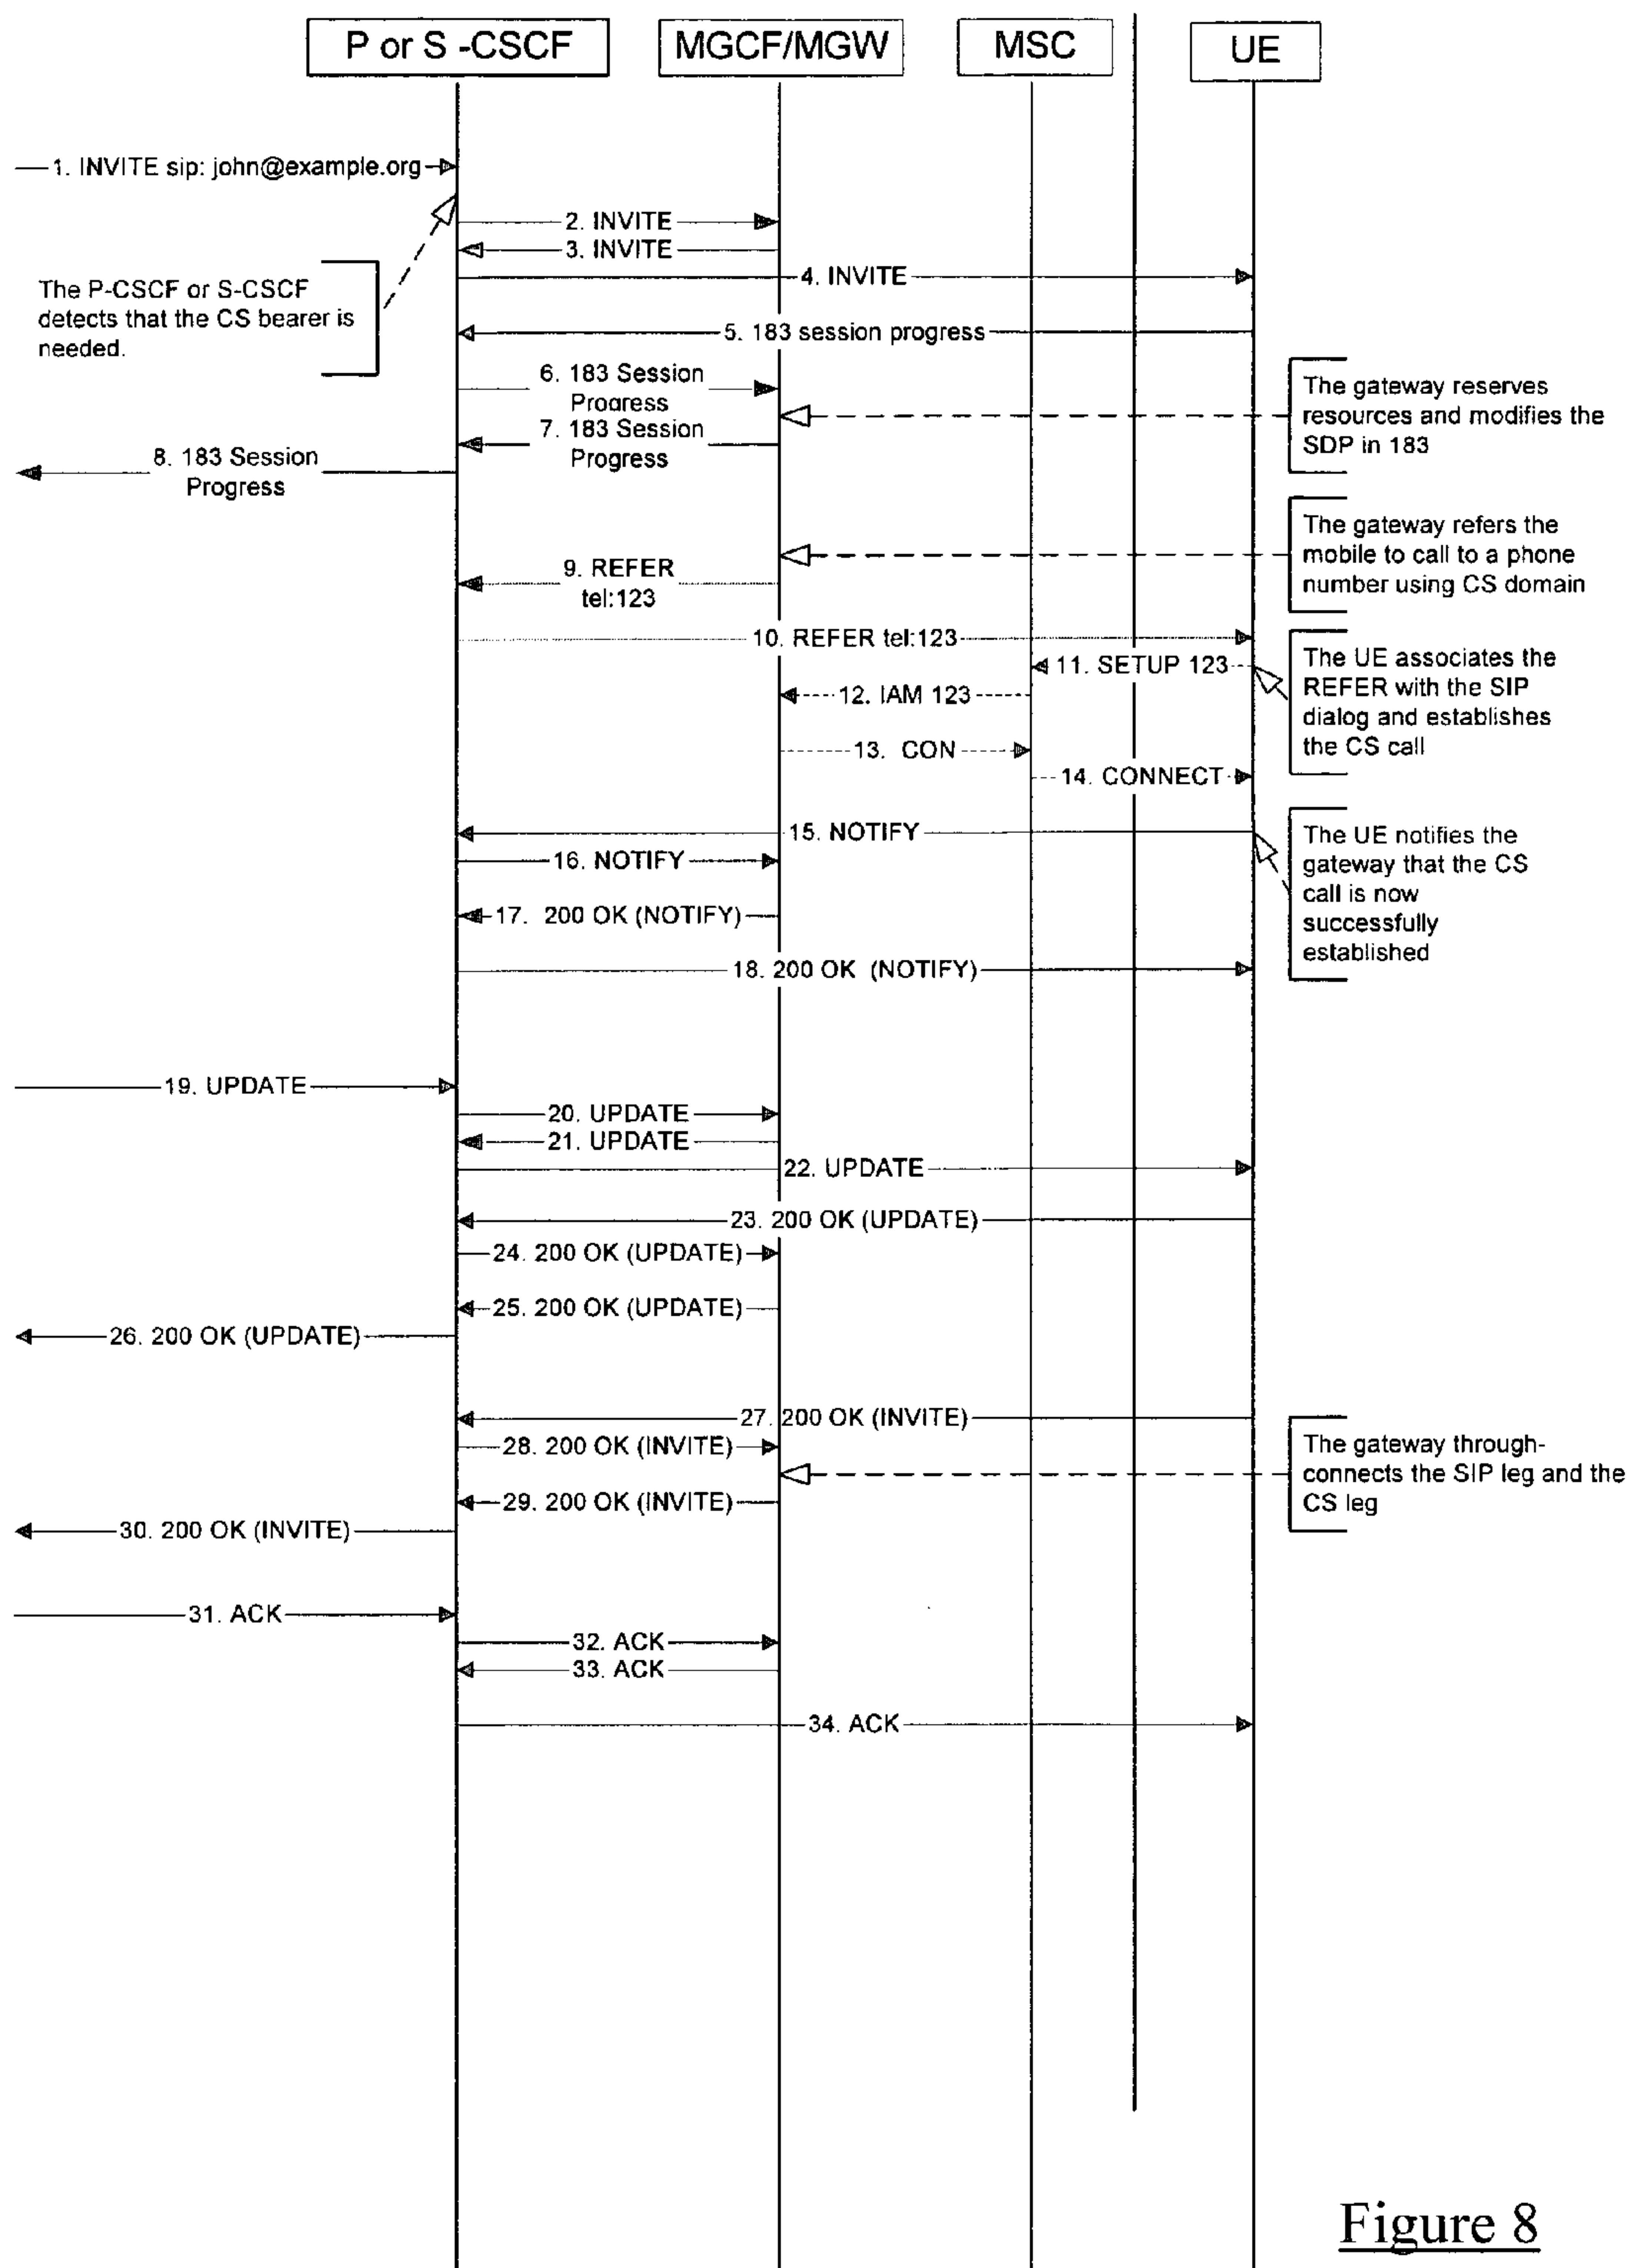 P or S -CSCF
MGCF/MGW
MSC
UE
1. INVITE sip: john@example.org
2. INVITE
3. INVITE
4. INVITE
The P-CSCF or S-CSCF
detects that the CS bearer is
needed.
5. 183 session progress
6. 183 Session
Progress
The gateway reserves
resources and modifies the
SDP in 183
7. 183 Session
Progress
8. 183 Session
Progress
The gateway refers the
mobile to call to a phone
number using CS domain
9. REFER
tel:123
10. REFER tel:123
11. SETUP 123
The UE associates the
REFER with the SIP
dialog and establishes
the CS call
12. IAM 123
13. CON
14. CONNECT
15. NOTIFY
The UE notifies the
gateway that the CS
call is now
successfully
established
16. NOTIFY
17. 200 OK (NOTIFY)
18. 200 OK (NOTIFY)
19. UPDATE
20. UPDATE
21. UPDATE
22. UPDATE
23. 200 OK (UPDATE)
24. 200 OK (UPDATE)
25. 200 OK (UPDATE)
26. 200 OK (UPDATE)
27. 200 OK (INVITE)
28. 200 OK (INVITE)
The gateway through-
connects the SIP leg and the
CS leg
29. 200 OK (INVITE)
30. 200 OK (INVITE)
31. ACK
32. ACK
33. ACK
34. ACK
Figure 8